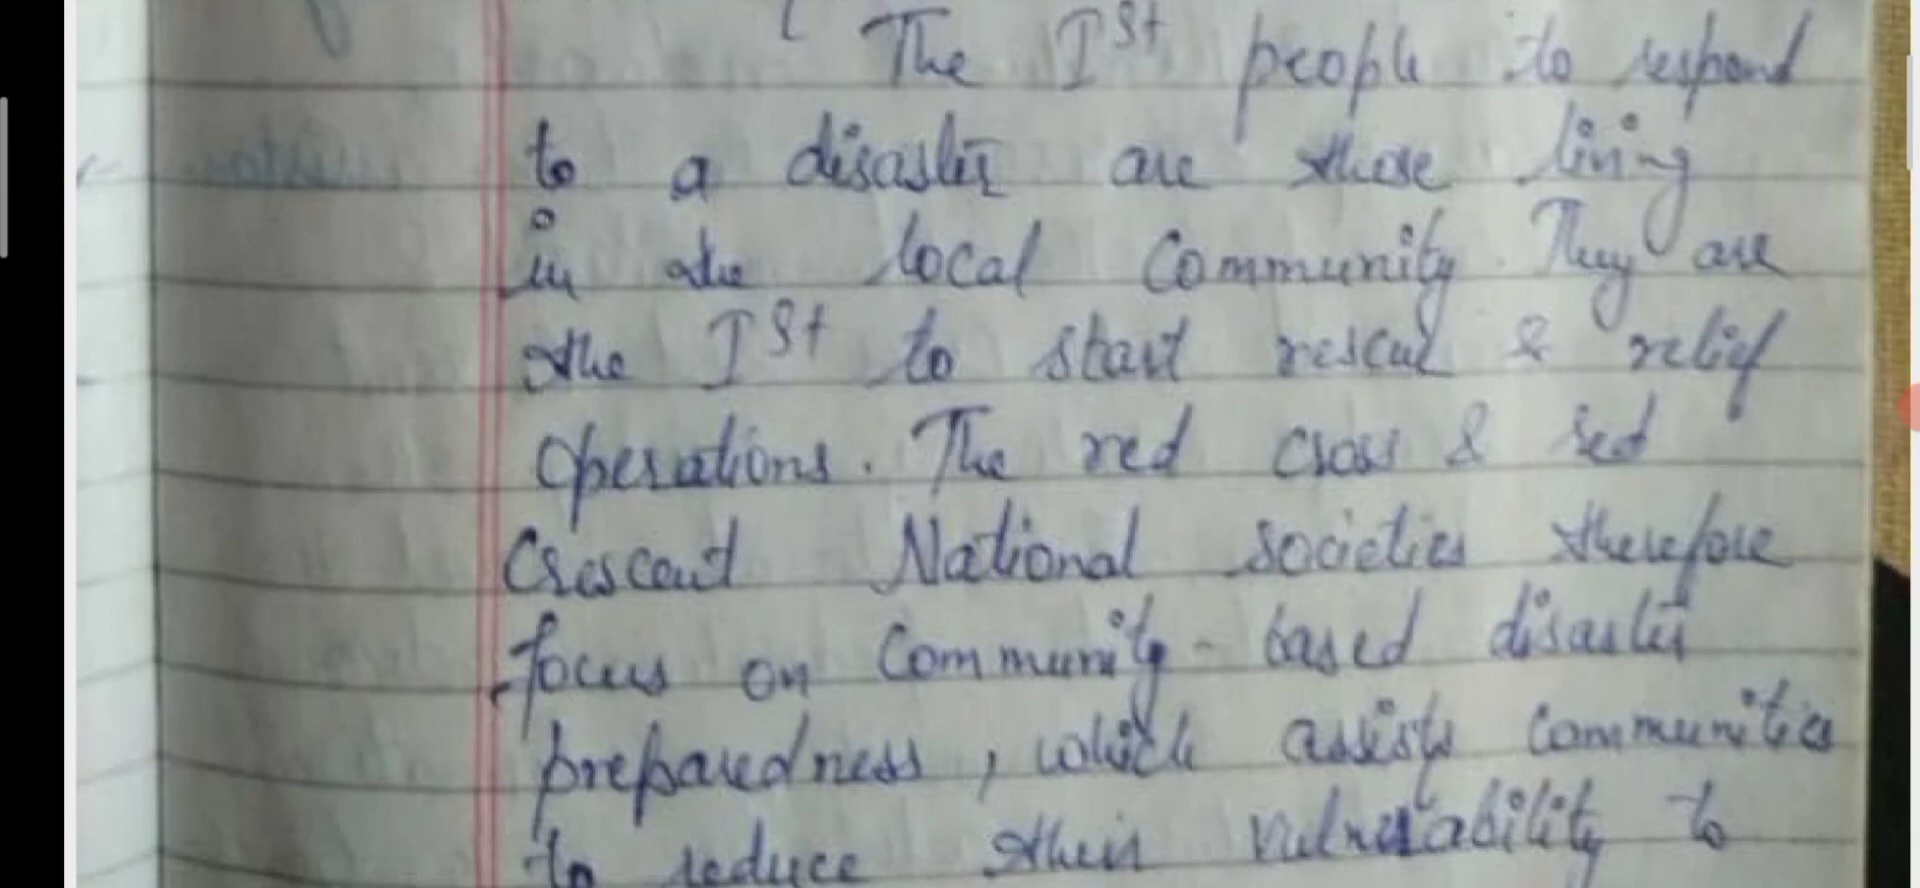 The Ist people to respond
to a disaster are those living
in the local Community. They are
the Ist to start rescue & relief
Operations. The red cross & red
Crescent National societies therefore
focus on Community-based disaster
preparedness, which assists Communities
to reduce their vulnerability to